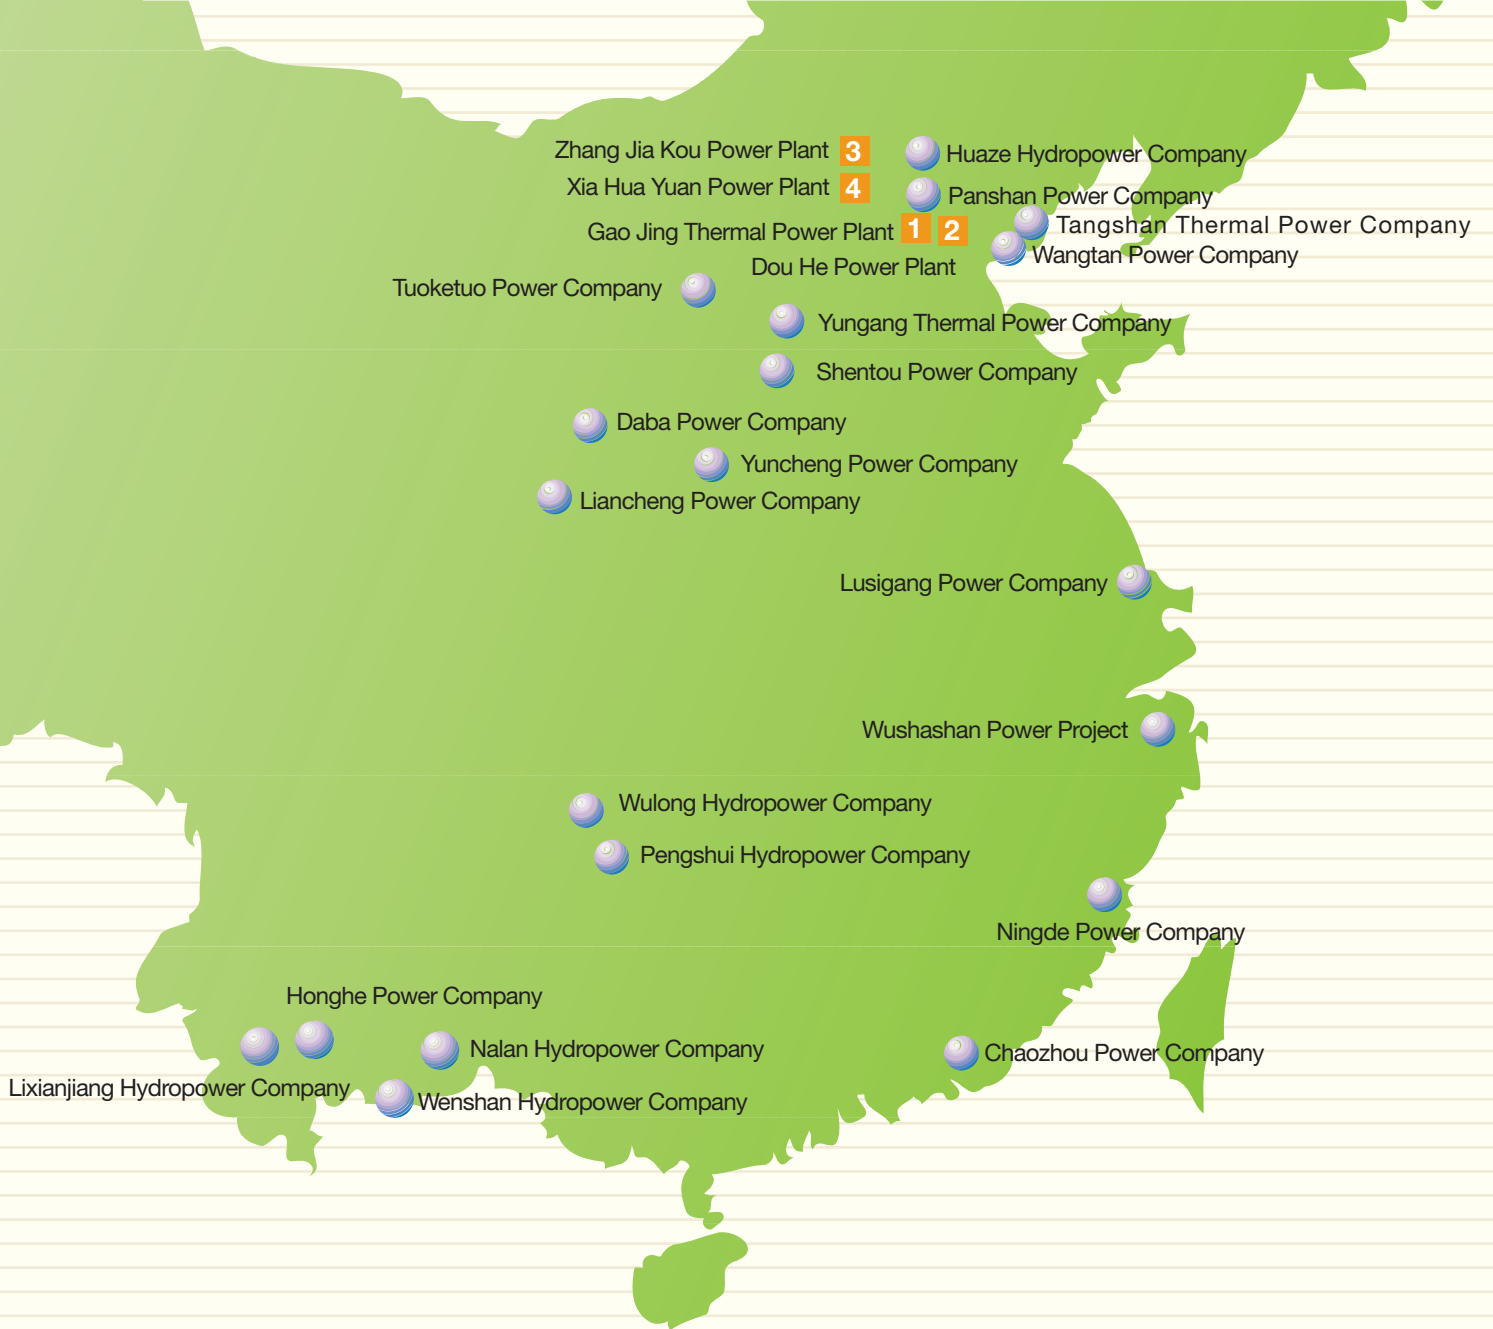 Zhang Jia Kou Power Plant 3
Huaze Hydropower Company
Xia Hua Yuan Power Plant 4
Panshan Power Company
Gao Jing Thermal Power Plant 1 2
Tangshan Thermal Power Company
Wangtan Power Company
Dou He Power Plant
Tuoketuo Power Company
Yungang Thermal Power Company
Shentou Power Company
Daba Power Company
Yuncheng Power Company
Liancheng Power Company
Lusigang Power Company
Wushashan Power Project
Wulong Hydropower Company
Pengshui Hydropower Company
Ningde Power Company
Honghe Power Company
Nalan Hydropower Company
Chaozhou Power Company
Lixianjiang Hydropower Company
Wenshan Hydropower Company